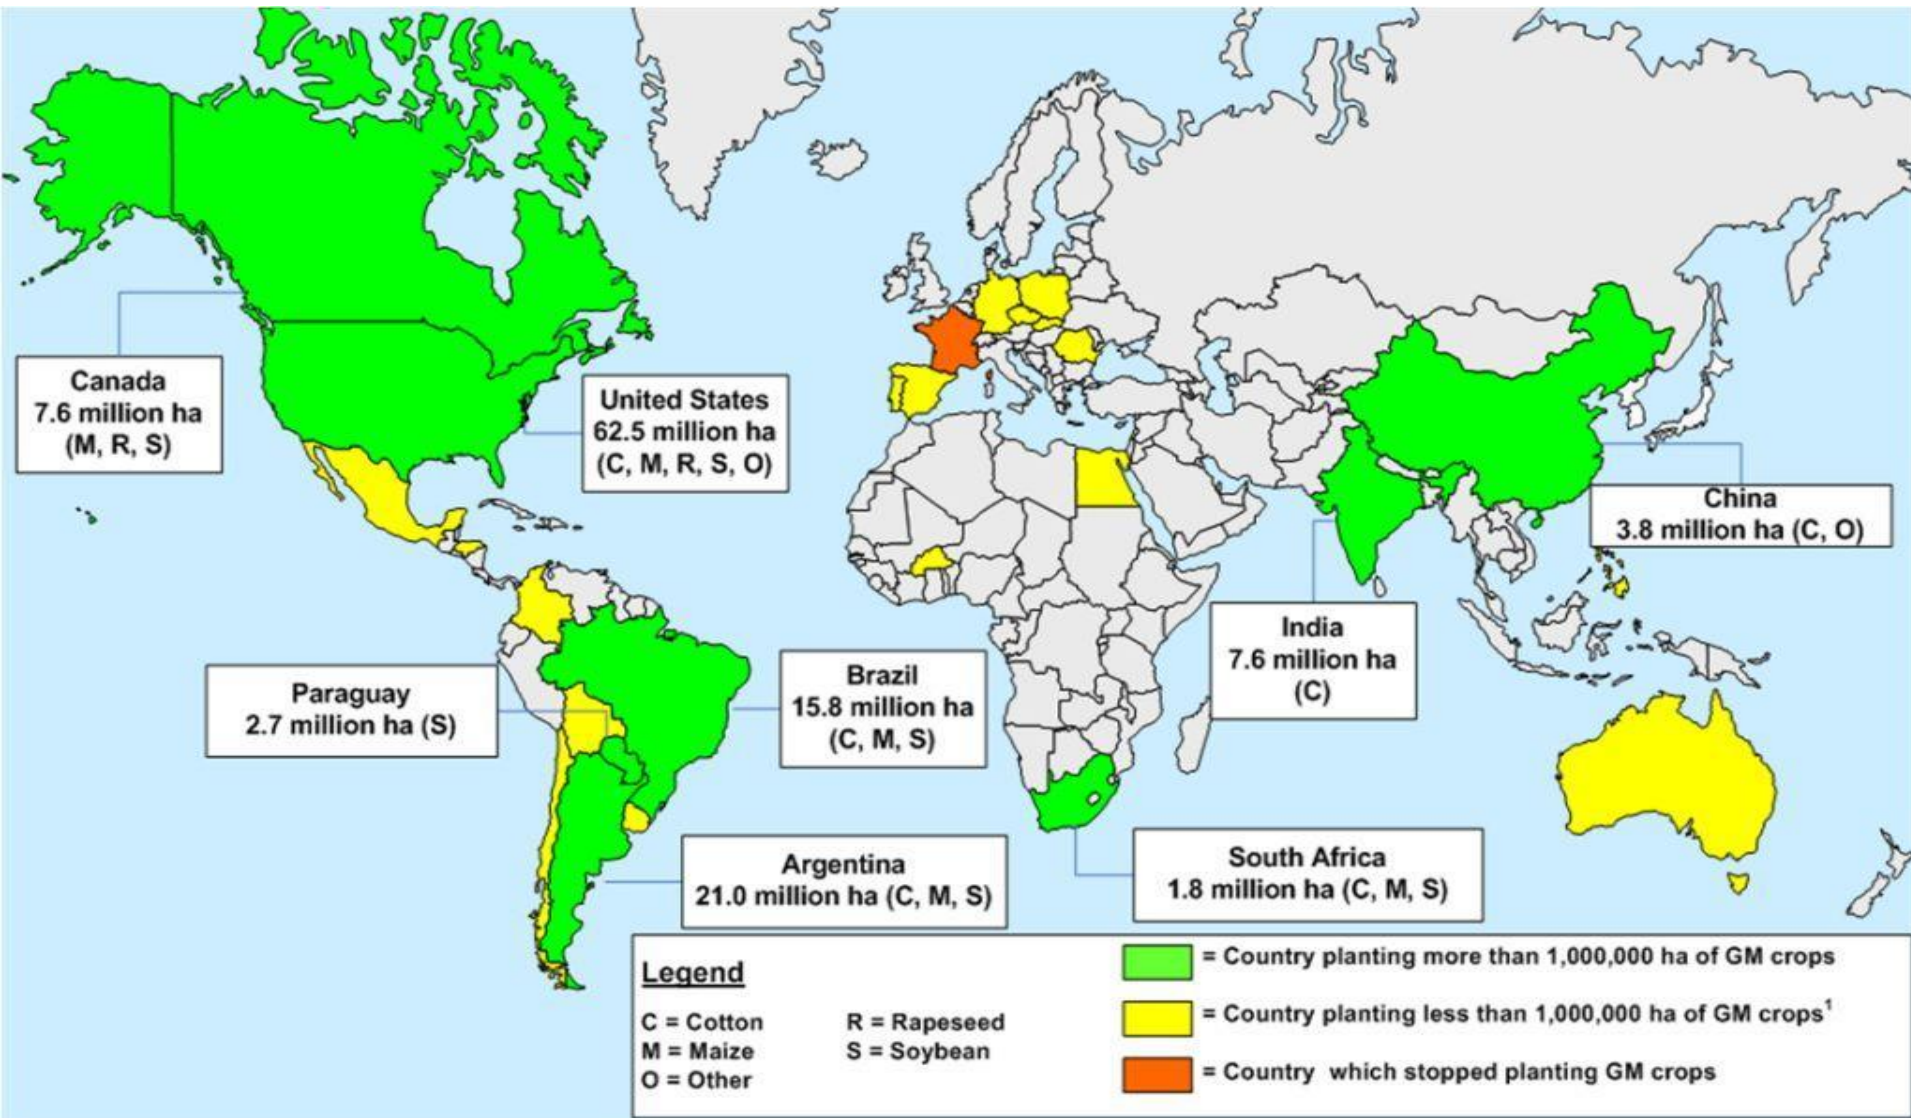 Canada
7.6 million ha
(M, R, S)
United States
62.5 million ha
(C, M, R, S, O)
China
3.8 million ha (C, O)
India
7.6 million ha
(C)
Paraguay
2.7 million ha (S)
Brazil
15.8 million ha
(C, M, S)
Argentina
21.0 million ha (C, M, S)
South Africa
1.8 million ha (C, M, S)
Legend
C = Cotton
M = Maize
O = Other
R = Rapeseed
S = Soybean
= Country planting more than 1,000,000 ha of GM crops
= Country planting less than 1,000,000 ha of GM crops¹
= Country which stopped planting GM crops